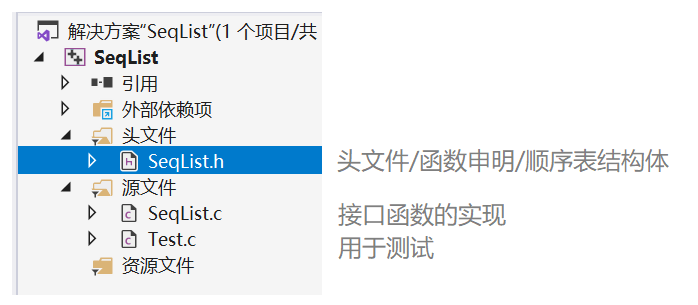 解决方案“SeqList”(1 个项目/共
SeqList
引用
外部依赖项
头文件
SeqList.h 头文件/函数申明/顺序表结构体
源文件
SeqList.c 接口函数的实现
Test.c 用于测试
资源文件